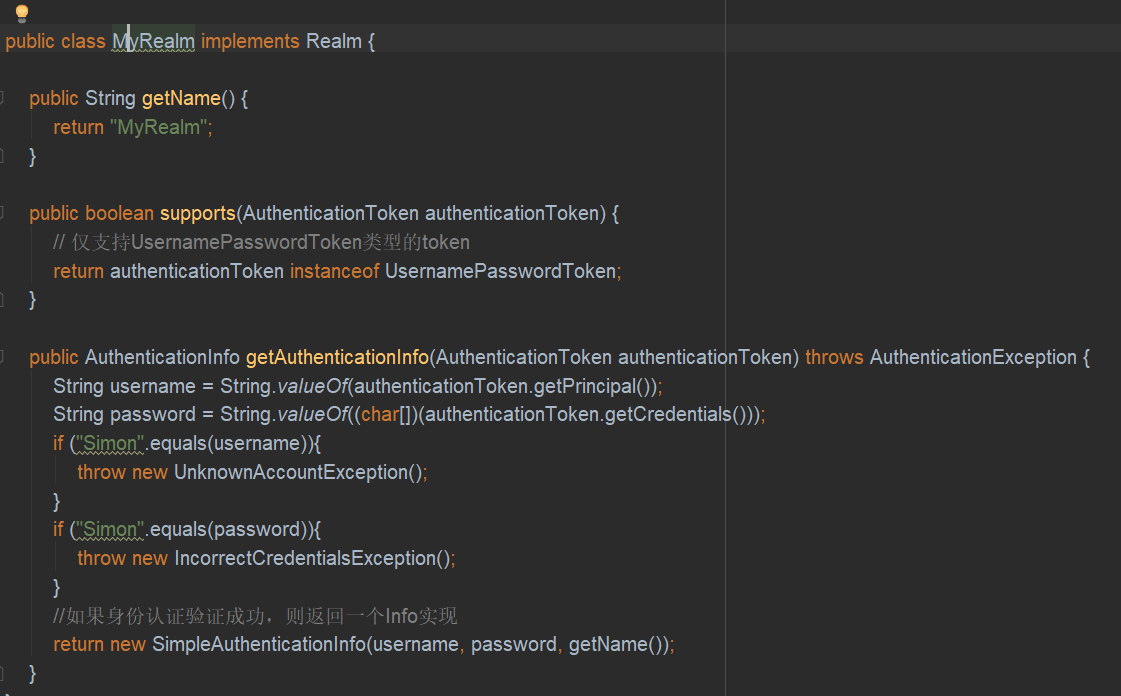 public class MyRealm implements Realm {
public String getName() {
return "MyRealm";
}
public boolean supports(AuthenticationToken authenticationToken) {
// 仅支持UsernamePasswordToken类型的token
return authenticationToken instanceof UsernamePasswordToken;
}
public AuthenticationInfo getAuthenticationInfo(AuthenticationToken authenticationToken) throws AuthenticationException {
String username = String.valueOf(authenticationToken.getPrincipal());
String password = String.valueOf((char[])(authenticationToken.getCredentials()));
if ("Simon".equals(username)){
throw new UnknownAccountException();
}
if ("Simon".equals(password)){
throw new IncorrectCredentialsException();
}
//如果身份认证验证成功，则返回一个Info实现
return new SimpleAuthenticationInfo(username, password, getName());
}